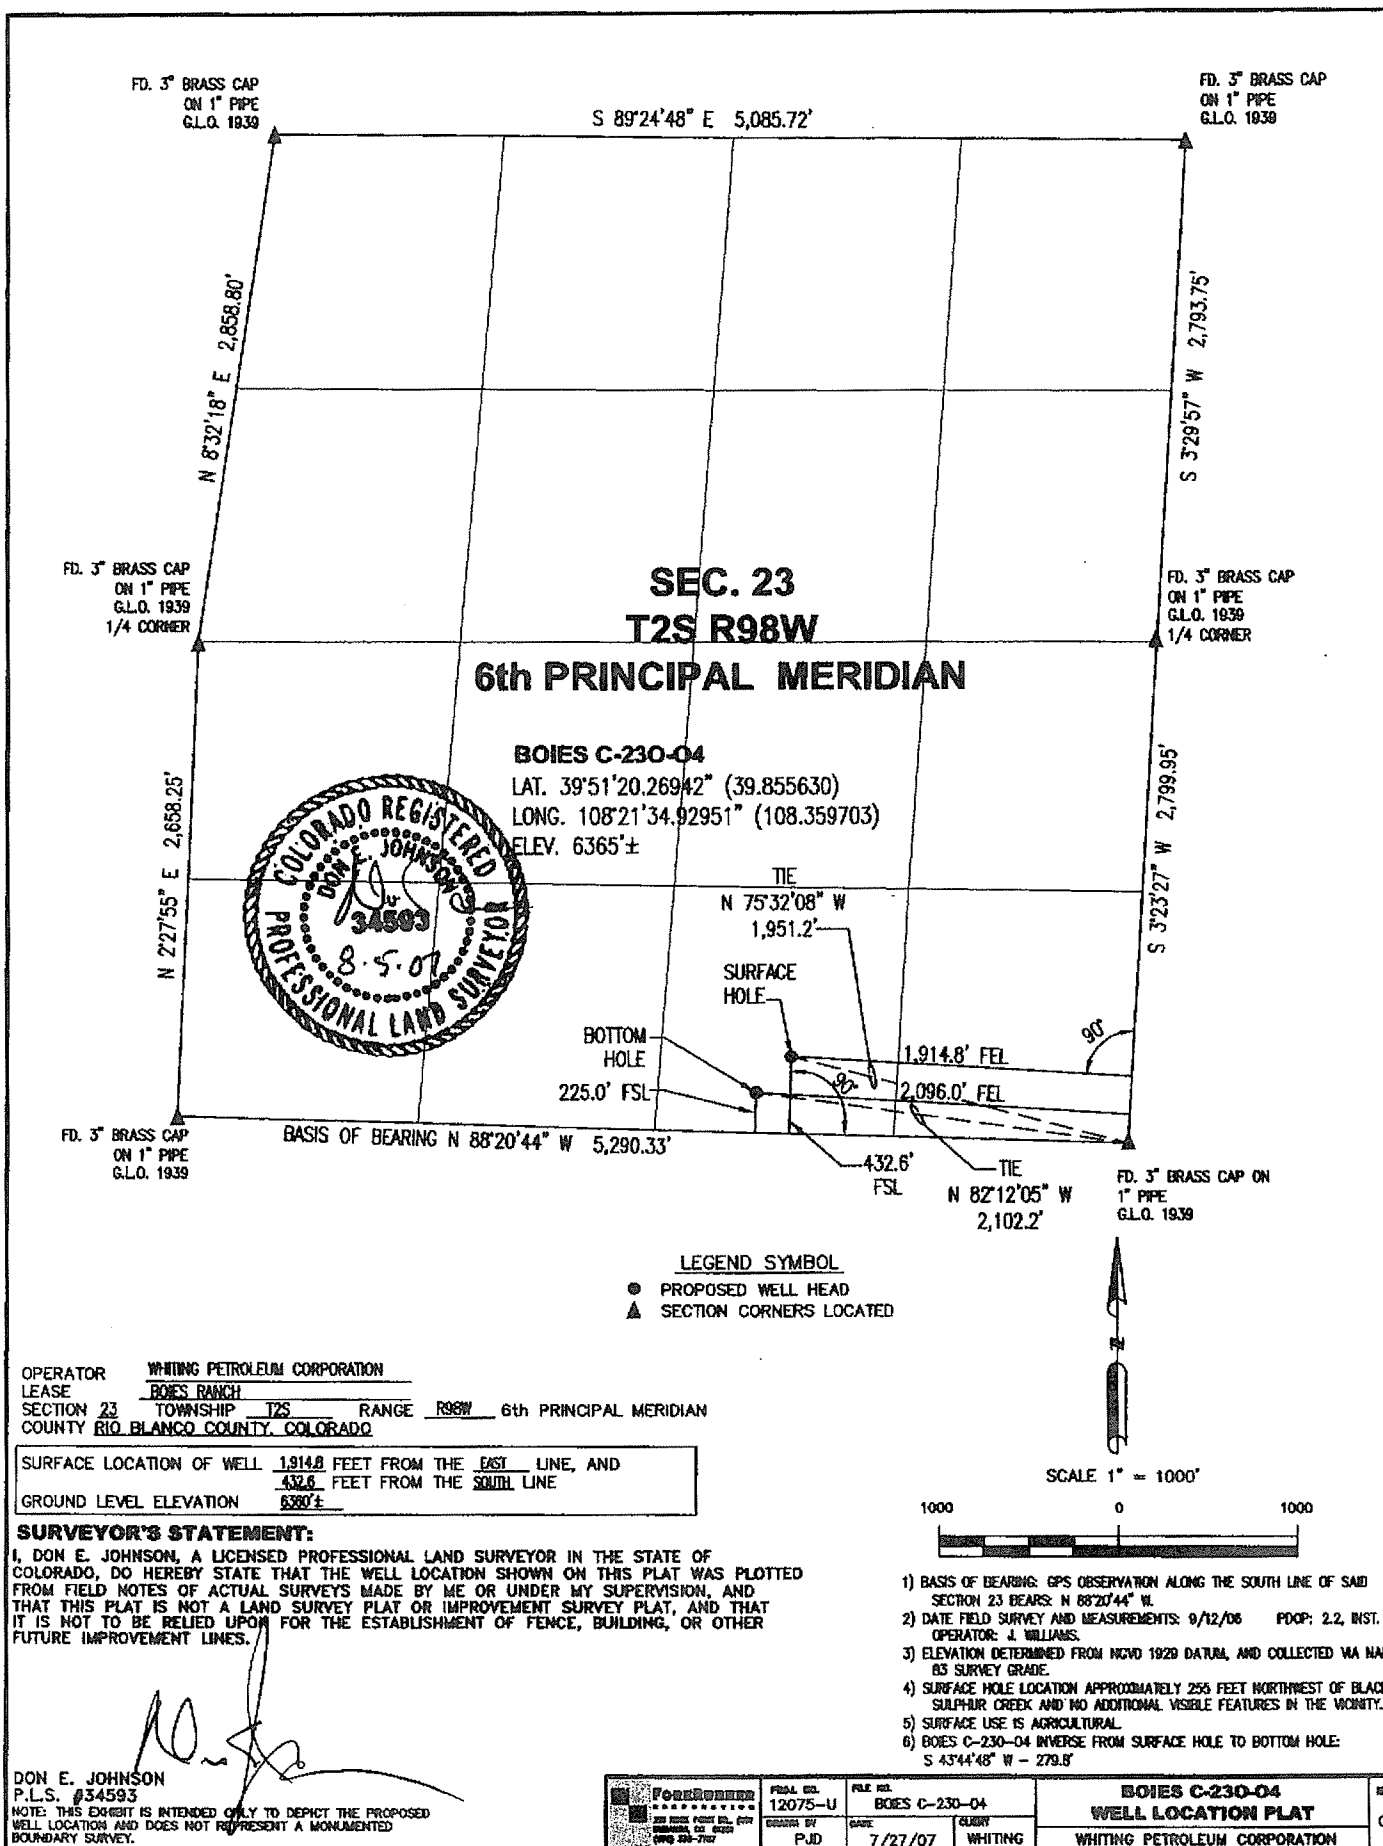 FD. 3" BRASS CAP
ON 1" PIPE
G.L.O. 1939
S 89°24'48" E 5,085.72'
FD. 3" BRASS CAP
ON 1" PIPE
G.L.O. 1939
N 8°32'18" E 2,858.80'
S 3°29'57" W 2,793.75'
FD. 3" BRASS CAP
ON 1" PIPE
G.L.O. 1939
1/4 CORNER
SEC. 23
T2S R98W
6th PRINCIPAL MERIDIAN
FD. 3" BRASS CAP
ON 1" PIPE
G.L.O. 1939
1/4 CORNER
BOIES C-23O-04
LAT. 39°51'20.26942" (39.855630)
LONG. 108°21'34.92951" (108.359703)
ELEV. 6365'±
COLORADO REGISTERED
DON E. JOHNSON
34593
8-5-07
PROFESSIONAL LAND SURVEYOR
N 2°27'55" E 2,658.25'
S 3°23'27" W 2,799.95'
TIE
N 75°32'08" W
1,951.2'
SURFACE
HOLE
BOTTOM
HOLE
90°
1,914.8' FEL
225.0' FSL
90°
2,096.0' FEL
FD. 3" BRASS CAP
ON 1" PIPE
G.L.O. 1939
BASIS OF BEARING N 88°20'44" W 5,290.33'
432.6'
FSL
TIE
N 82°12'05" W
2,102.2'
FD. 3" BRASS CAP ON
1" PIPE
G.L.O. 1939
LEGEND SYMBOL
PROPOSED WELL HEAD
SECTION CORNERS LOCATED
N
OPERATOR WHITING PETROLEUM CORPORATION
LEASE BOIES RANCH
SECTION 23 TOWNSHIP T2S RANGE R98W 6th PRINCIPAL MERIDIAN
COUNTY RIO BLANCO COUNTY, COLORADO
SURFACE LOCATION OF WELL 1,914.8 FEET FROM THE EAST LINE, AND
432.6 FEET FROM THE SOUTH LINE
GROUND LEVEL ELEVATION 6360'±
SCALE 1" = 1000'
1000 0 1000
SURVEYOR'S STATEMENT:
I, DON E. JOHNSON, A LICENSED PROFESSIONAL LAND SURVEYOR IN THE STATE OF
COLORADO, DO HEREBY STATE THAT THE WELL LOCATION SHOWN ON THIS PLAT WAS PLOTTED
FROM FIELD NOTES OF ACTUAL SURVEYS MADE BY ME OR UNDER MY SUPERVISION, AND
THAT THIS PLAT IS NOT A LAND SURVEY PLAT OR IMPROVEMENT SURVEY PLAT, AND THAT
IT IS NOT TO BE RELIED UPON FOR THE ESTABLISHMENT OF FENCE, BUILDING, OR OTHER
FUTURE IMPROVEMENT LINES.
DON E. JOHNSON
P.L.S. #34593
NOTE: THIS EXHIBIT IS INTENDED ONLY TO DEPICT THE PROPOSED
WELL LOCATION AND DOES NOT REPRESENT A MONUMENTED
BOUNDARY SURVEY.
1) BASIS OF BEARING: GPS OBSERVATION ALONG THE SOUTH LINE OF SAID
SECTION 23 BEARS: N 88°20'44" W.
2) DATE FIELD SURVEY AND MEASUREMENTS: 9/12/06 PDOP: 2.2, INST.
OPERATOR: J. WILLIAMS.
3) ELEVATION DETERMINED FROM NGVD 1929 DATUM, AND COLLECTED VIA
83 SURVEY GRADE.
4) SURFACE HOLE LOCATION APPROXIMATELY 255 FEET NORTHWEST OF
SULPHUR CREEK AND NO ADDITIONAL VISIBLE FEATURES IN THE VICINITY.
5) SURFACE USE IS AGRICULTURAL
6) BOIES C-23O-04 INVERSE FROM SURFACE HOLE TO BOTTOM HOLE:
S 43°44'48" W - 279.8'
FORERUNNER
CORPORATION
12075-U
FILE NO.
BOIES C-23O-04
DRAWN BY
PJD
DATE
7/27/07
CLIENT
WHITING
BOIES C-23O-04
WELL LOCATION PLAT
WHITING PETROLEUM CORPORATION